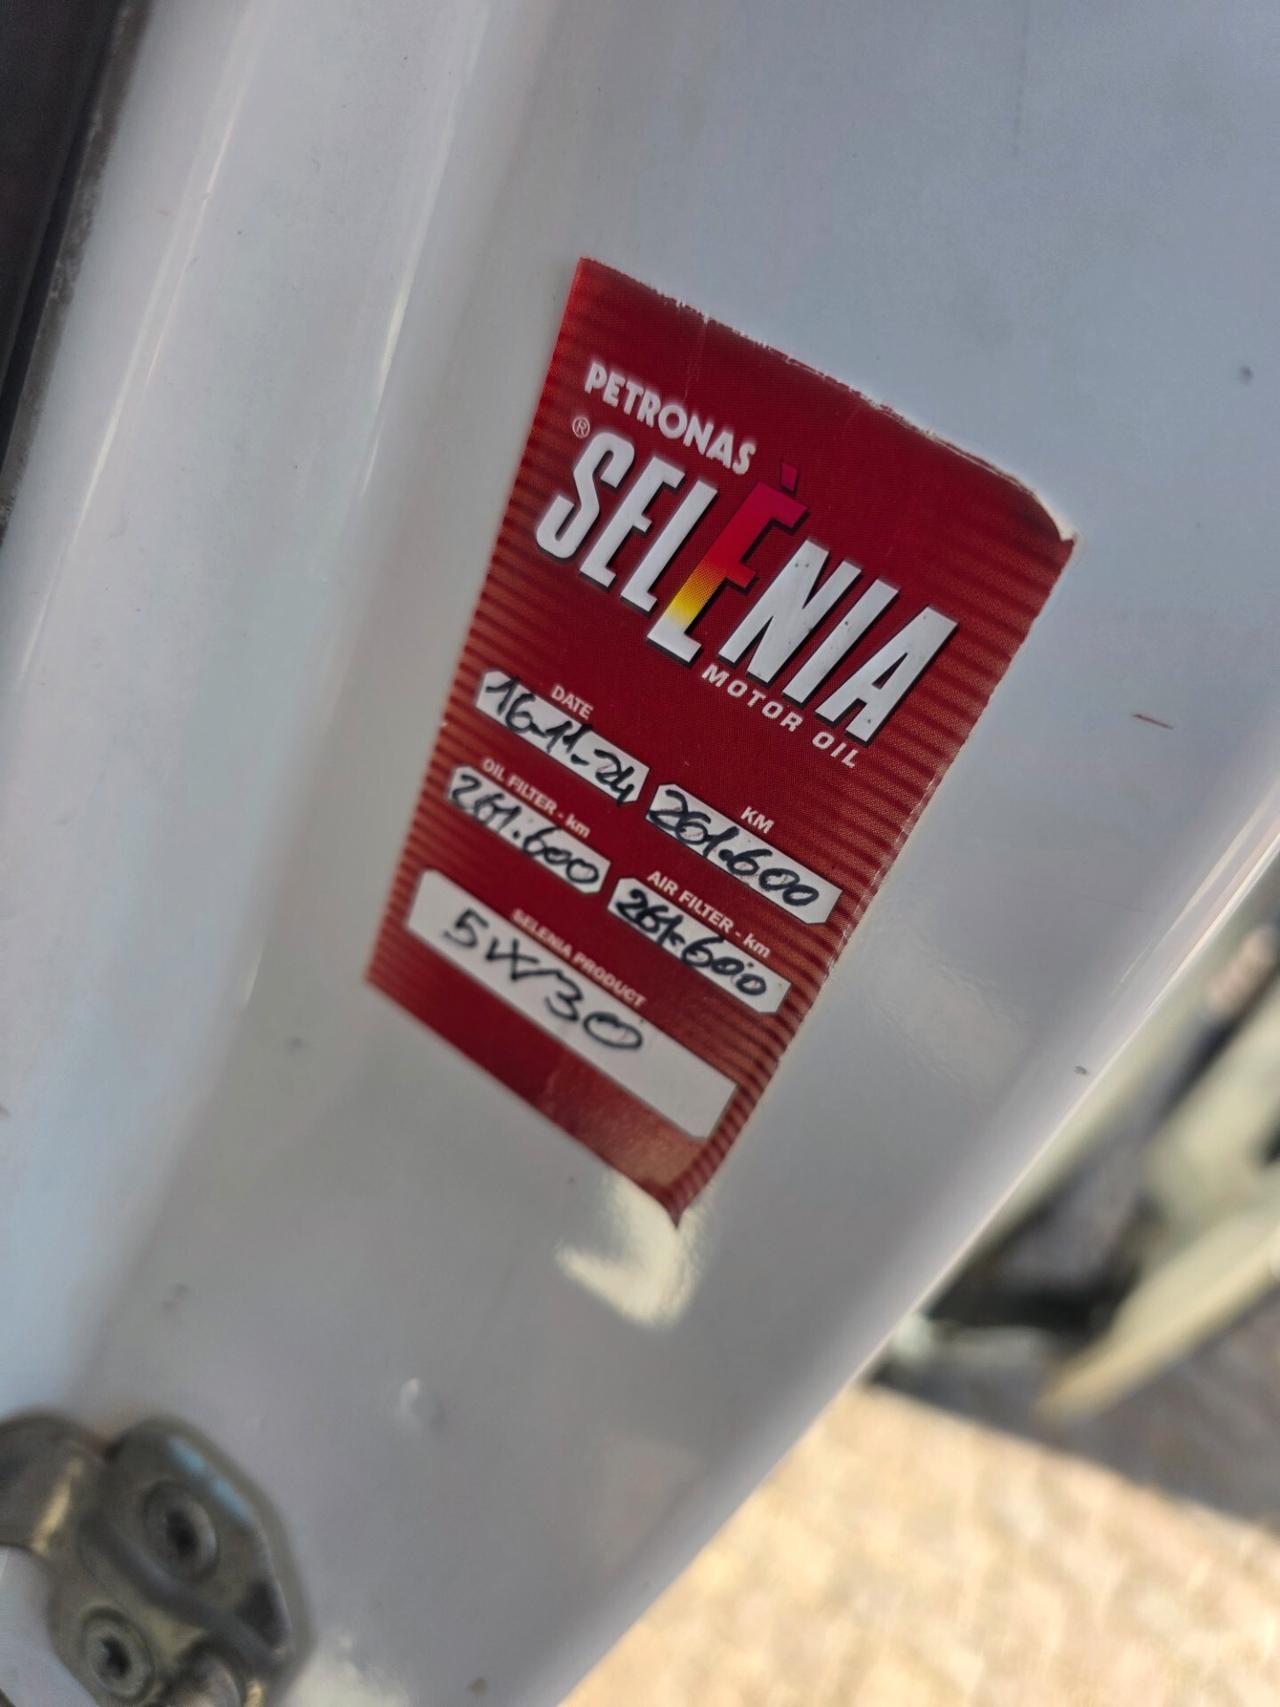 PETRONAS
® SELÈNIA
MOTOR OIL
DATE
16-11-24
KM
261.600
OIL FILTER - km
261.600
AIR FILTER - km
261.600
SELENIA PRODUCT
5W30